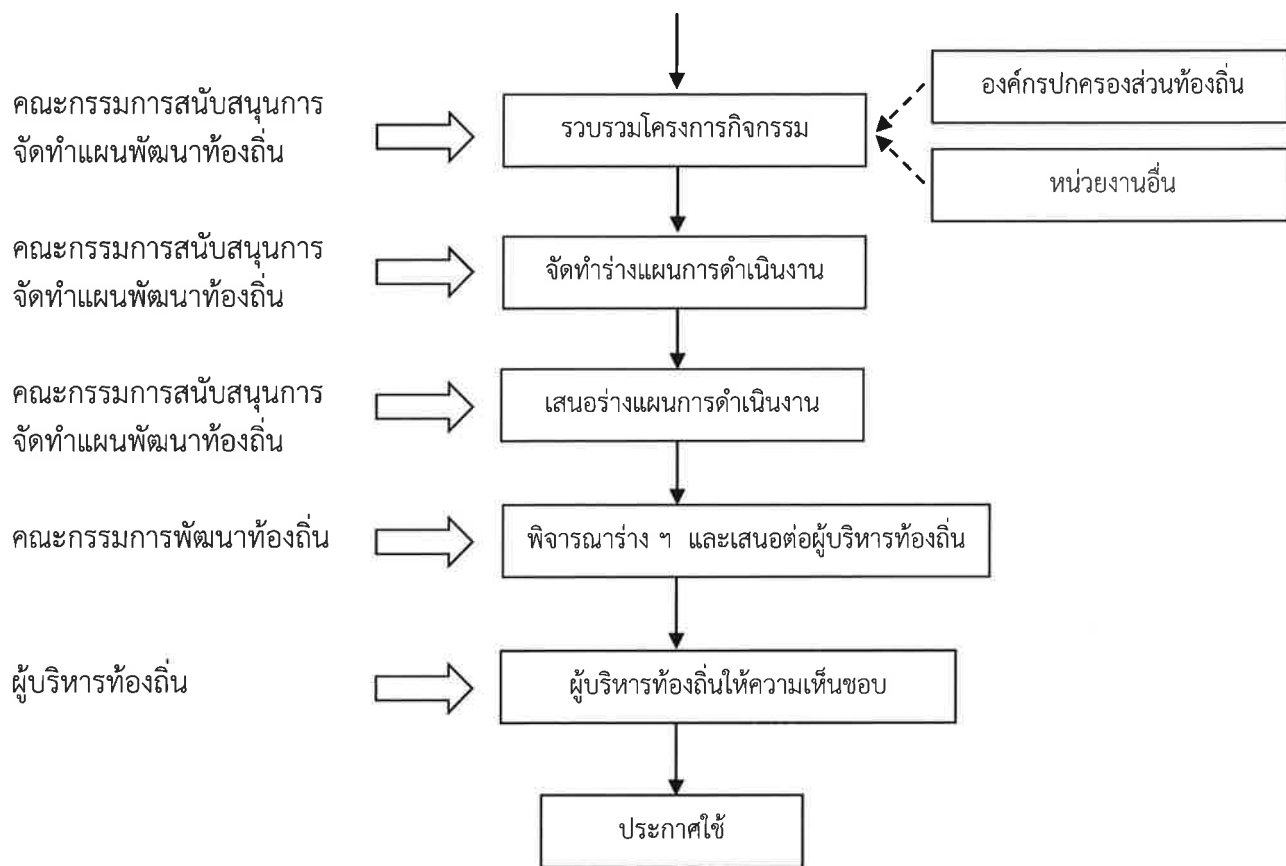 คณะกรรมการสนับสนุนการ
จัดทำแผนพัฒนาท้องถิ่น
รวบรวมโครงการกิจกรรม
องค์กรปกครองส่วนท้องถิ่น
หน่วยงานอื่น
คณะกรรมการสนับสนุนการ
จัดทำแผนพัฒนาท้องถิ่น
จัดทำร่างแผนการดำเนินงาน
คณะกรรมการสนับสนุนการ
จัดทำแผนพัฒนาท้องถิ่น
เสนอร่างแผนการดำเนินงาน
คณะกรรมการพัฒนาท้องถิ่น
พิจารณาร่าง ฯ และเสนอต่อผู้บริหารท้องถิ่น
ผู้บริหารท้องถิ่น
ผู้บริหารท้องถิ่นให้ความเห็นชอบ
ประกาศใช้